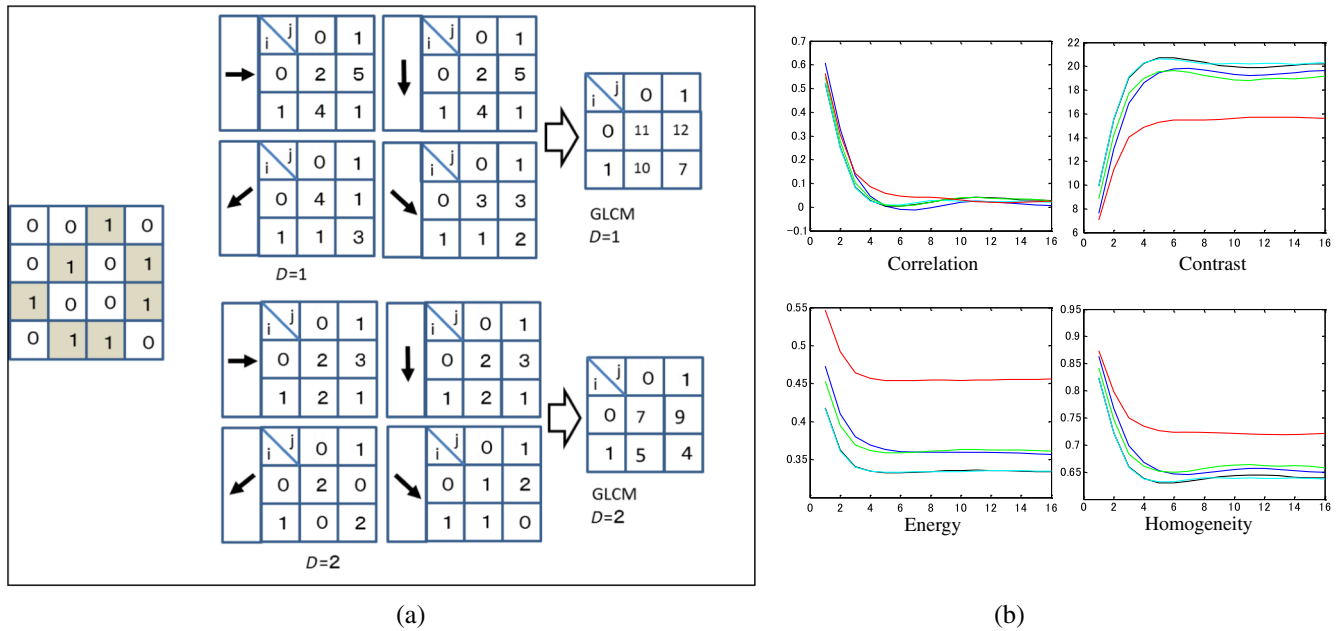 j 0 1
i
0 2 5
1 4 1
j 0 1
i
0 2 5
1 4 1
j 0 1
i
0 4 1
1 1 3
j 0 1
i
0 3 3
1 1 2
D=1
j 0 1
i
0 11 12
1 10 7
GLCM
D=1
0 0 1 0
0 1 0 1
1 0 0 1
0 1 1 0
j 0 1
i
0 2 3
1 2 1
j 0 1
i
0 2 3
1 2 1
j 0 1
i
0 2 0
1 0 2
j 0 1
i
0 1 2
1 1 0
D=2
j 0 1
i
0 7 9
1 5 4
GLCM
D=2
(a)
0.7
0.6
0.5
0.4
0.3
0.2
0.1
0
−0.1
0 2 4 6 8 10 12 14 16
Correlation
22
20
18
16
14
12
10
8
6
0 2 4 6 8 10 12 14 16
Contrast
0.55
0.5
0.45
0.4
0.35
0 2 4 6 8 10 12 14 16
Energy
0.95
0.9
0.85
0.8
0.75
0.7
0.65
0 2 4 6 8 10 12 14 16
Homogeneity
(b)